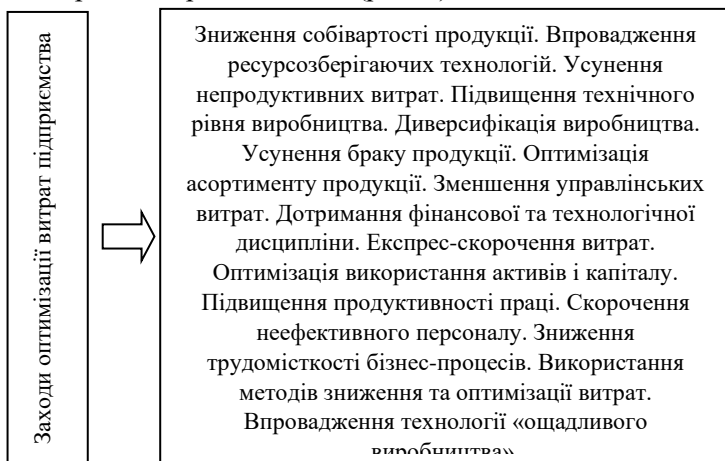 Заходи оптимізації витрат підприємства
Зниження собівартості продукції. Впровадження
ресурсозберігаючих технологій. Усунення
непродуктивних витрат. Підвищення технічного
рівня виробництва. Диверсифікація виробництва.
Усунення браку продукції. Оптимізація
асортименту продукції. Зменшення управлінських
витрат. Дотримання фінансової та технологічної
дисципліни. Експрес-скорочення витрат.
Оптимізація використання активів і капіталу.
Підвищення продуктивності праці. Скорочення
неефективного персоналу. Зниження
трудомісткості бізнес-процесів. Використання
методів зниження та оптимізації витрат.
Впровадження технології «ощадливого
виробництва»